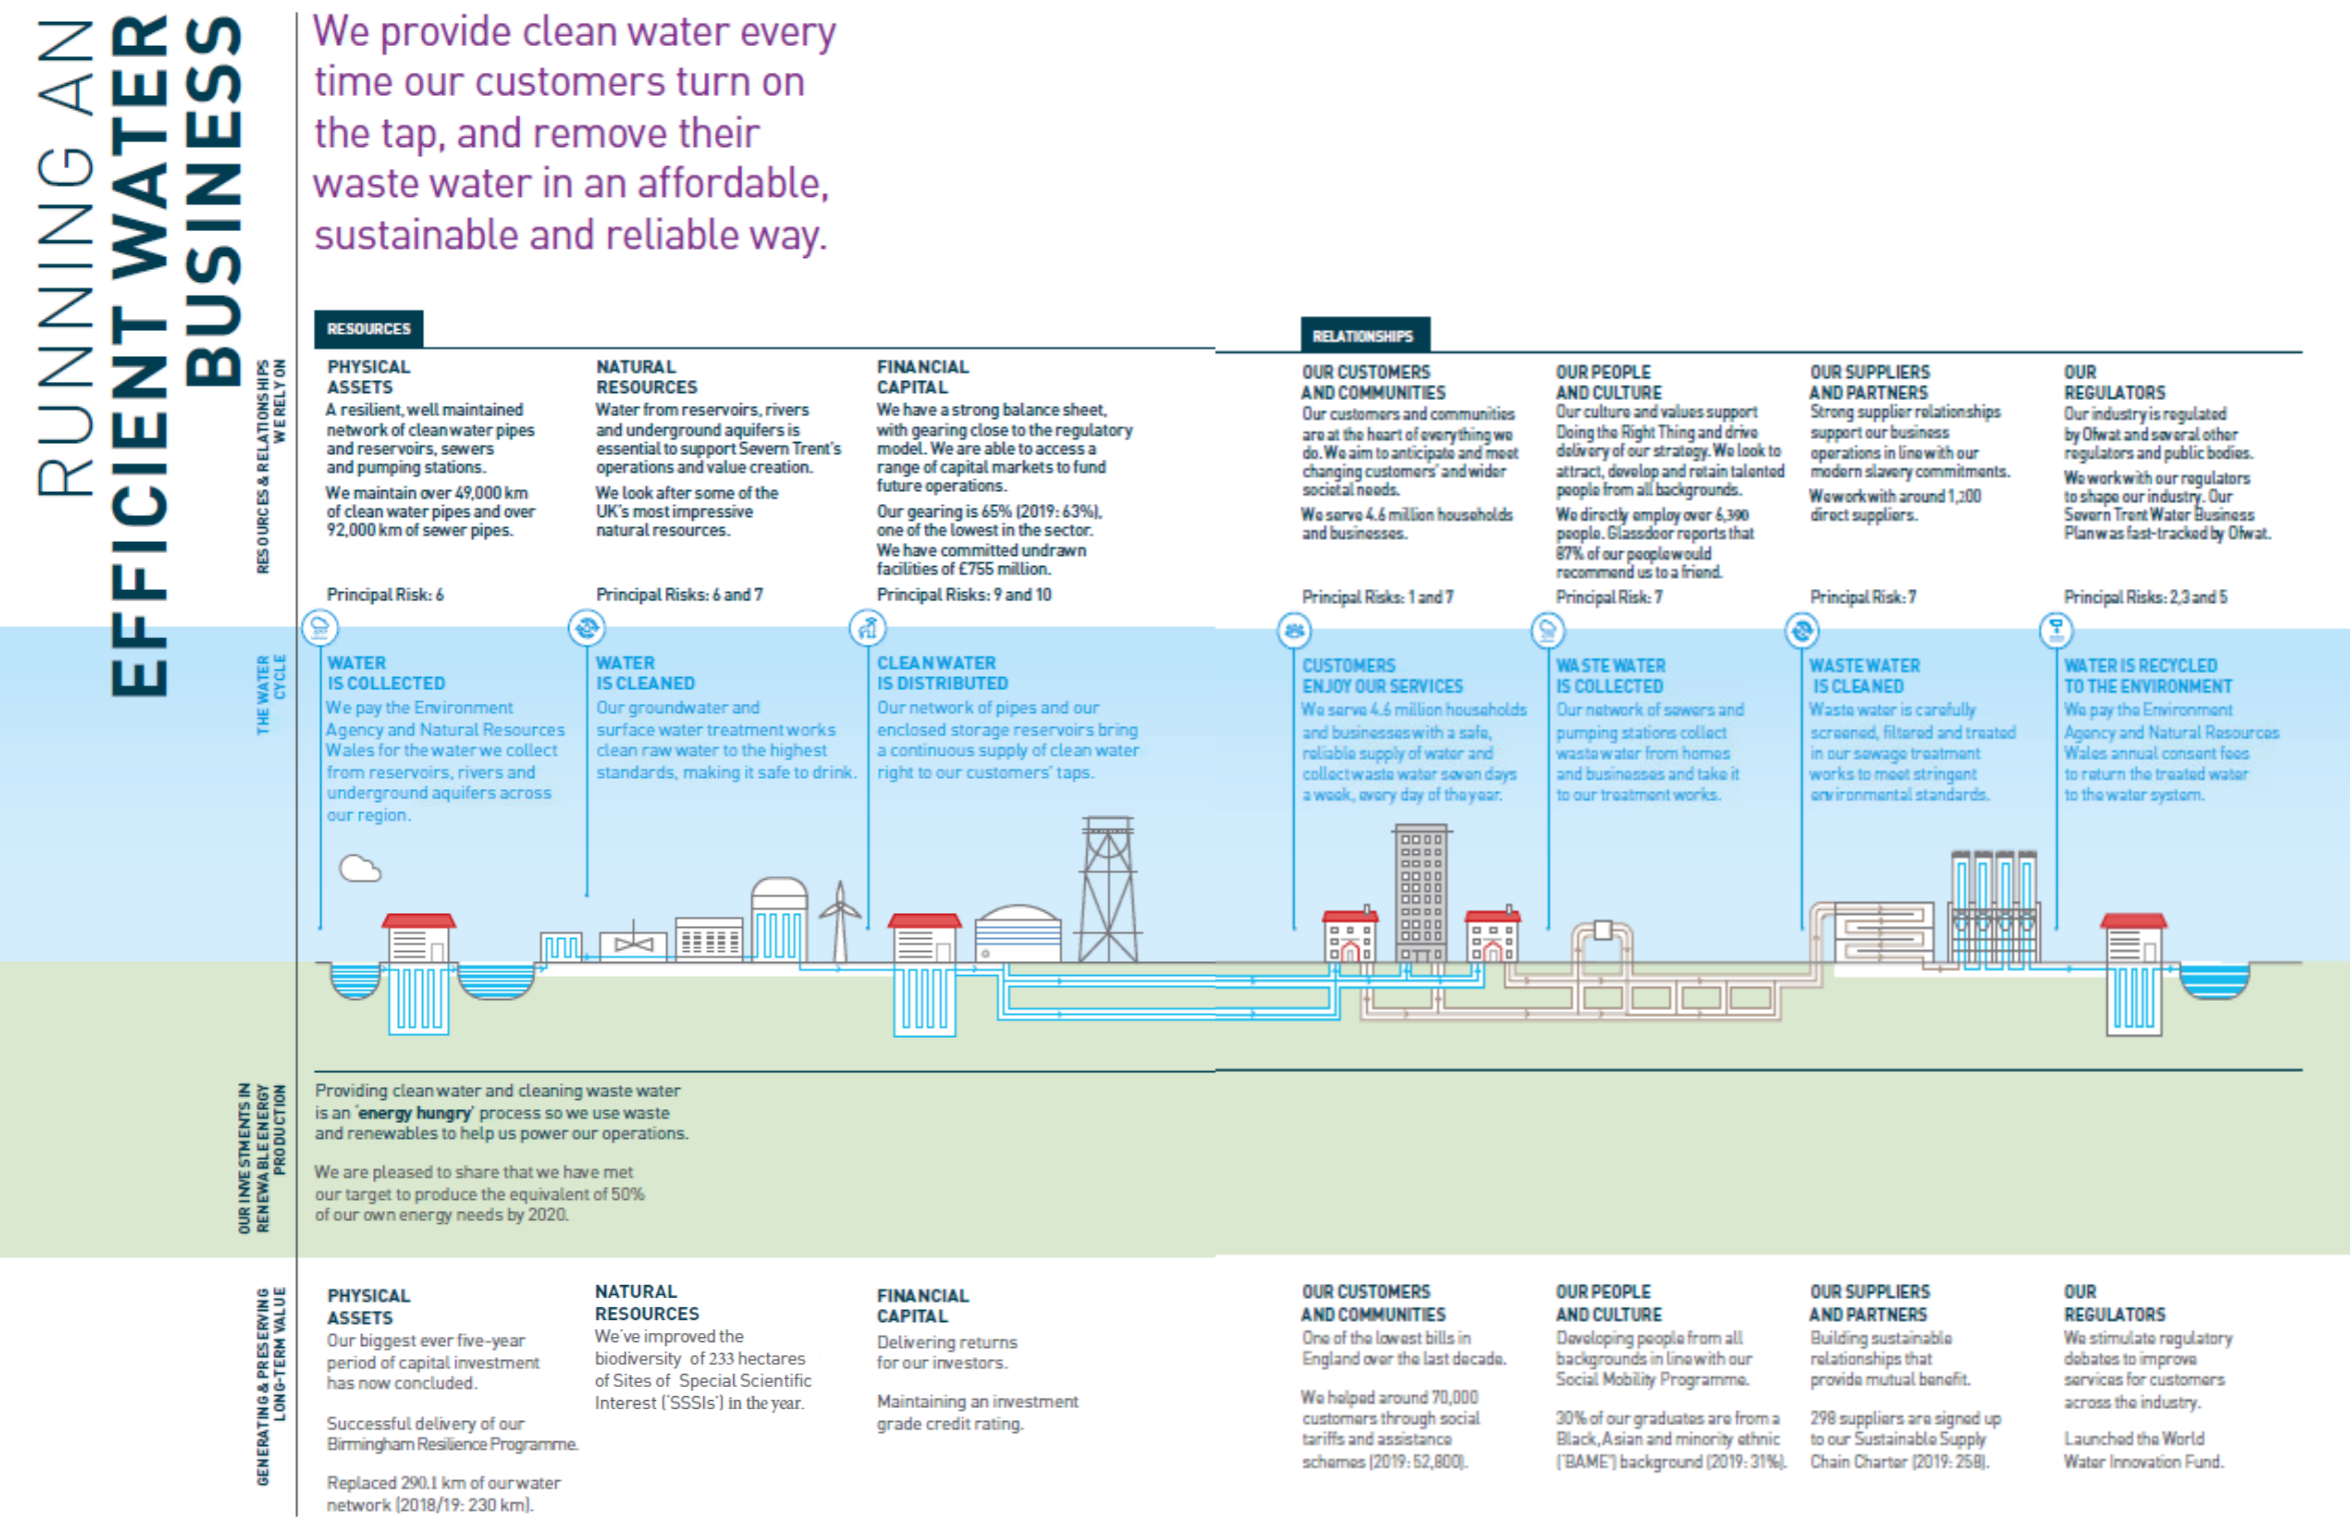 RUNNING AN
EFFICIENT WATER
BUSINESS
We provide clean water every
time our customers turn on
the tap, and remove their
waste water in an affordable,
sustainable and reliable way.
RESOURCES & RELATIONSHIPS
WE RELY ON
RESOURCES
PHYSICAL
ASSETS
A resilient, well maintained
network of clean water pipes
and reservoirs, sewers
and pumping stations.
We maintain over 49,000 km
of clean water pipes and over
92,000 km of sewer pipes.
Principal Risk: 6
NATURAL
RESOURCES
Water from reservoirs, rivers
and underground aquifers is
essential to support Severn Trent's
operations and value creation.
We look after some of the
UK's most impressive
natural resources.
Principal Risks: 6 and 7
FINANCIAL
CAPITAL
We have a strong balance sheet,
with gearing close to the regulatory
model. We are able to access a
range of capital markets to fund
future operations.
Our gearing is 65% (2019: 63%),
one of the lowest in the sector.
We have committed undrawn
facilities of £755 million.
Principal Risks: 9 and 10
RELATIONSHIPS
OUR CUSTOMERS
AND COMMUNITIES
Our customers and communities
are at the heart of everything we
do. We aim to anticipate and meet
changing customers' and wider
societal needs.
We serve 4.6 million households
and businesses.
Principal Risks: 1 and 7
OUR PEOPLE
AND CULTURE
Our culture and values support
Doing the Right Thing and drive
delivery of our strategy. We look to
attract, develop and retain talented
people from all backgrounds.
We directly employ over 6,390
people. Glassdoor reports that
87% of our people would
recommend us to a friend.
Principal Risk: 7
OUR SUPPLIERS
AND PARTNERS
Strong supplier relationships
support our business
operations in line with our
modern slavery commitments.
We work with around 1,200
direct suppliers.
Principal Risk: 7
OUR
REGULATORS
Our industry is regulated
by Ofwat and several other
regulators and public bodies.
We work with our regulators
to shape our industry. Our
Severn Trent Water Business
Plan was fast-tracked by Ofwat.
Principal Risks: 2,3 and 5
THE WATER
CYCLE
WATER
IS COLLECTED
We pay the Environment
Agency and Natural Resources
Wales for the water we collect
from reservoirs, rivers and
underground aquifers across
our region.
WATER
IS CLEANED
Our groundwater and
surface water treatment works
clean raw water to the highest
standards, making it safe to drink.
CLEAN WATER
IS DISTRIBUTED
Our network of pipes and our
enclosed storage reservoirs bring
a continuous supply of clean water
right to our customers' taps.
CUSTOMERS
ENJOY OUR SERVICES
We serve 4.6 million households
and businesses with a safe,
reliable supply of water and
collect waste water seven days
a week, every day of the year.
WASTE WATER
IS COLLECTED
Our network of sewers and
pumping stations collect
waste water from homes
and businesses and take it
to our treatment works.
WASTE WATER
IS CLEANED
Waste water is carefully
screened, filtered and treated
in our sewage treatment
works to meet stringent
environmental standards.
WATER IS RECYCLED
TO THE ENVIRONMENT
We pay the Environment
Agency and Natural Resources
Wales annual consent fees
to return the treated water
to the water system.
OUR INVESTMENTS IN
RENEWABLE ENERGY
PRODUCTION
Providing clean water and cleaning waste water
is an 'energy hungry' process so we use waste
and renewables to help us power our operations.
We are pleased to share that we have met
our target to produce the equivalent of 50%
of our own energy needs by 2020.
GENERATING & PRESERVING
LONG-TERM VALUE
PHYSICAL
ASSETS
Our biggest ever five-year
period of capital investment
has now concluded.
Successful delivery of our
Birmingham Resilience Programme.
Replaced 290.1 km of our water
network (2018/19: 230 km).
NATURAL
RESOURCES
We've improved the
biodiversity of 233 hectares
of Sites of Special Scientific
Interest ('SSSIs') in the year.
FINANCIAL
CAPITAL
Delivering returns
for our investors.
Maintaining an investment
grade credit rating.
OUR CUSTOMERS
AND COMMUNITIES
One of the lowest bills in
England over the last decade.
We helped around 70,000
customers through social
tariffs and assistance
schemes (2019: 52,800).
OUR PEOPLE
AND CULTURE
Developing people from all
backgrounds in line with our
Social Mobility Programme.
30% of our graduates are from a
Black, Asian and minority ethnic
('BAME') background (2019: 31%).
OUR SUPPLIERS
AND PARTNERS
Building sustainable
relationships that
provide mutual benefit.
298 suppliers are signed up
to our Sustainable Supply
Chain Charter (2019: 258).
OUR
REGULATORS
We stimulate regulatory
debates to improve
services for customers
across the industry.
Launched the World
Water Innovation Fund.